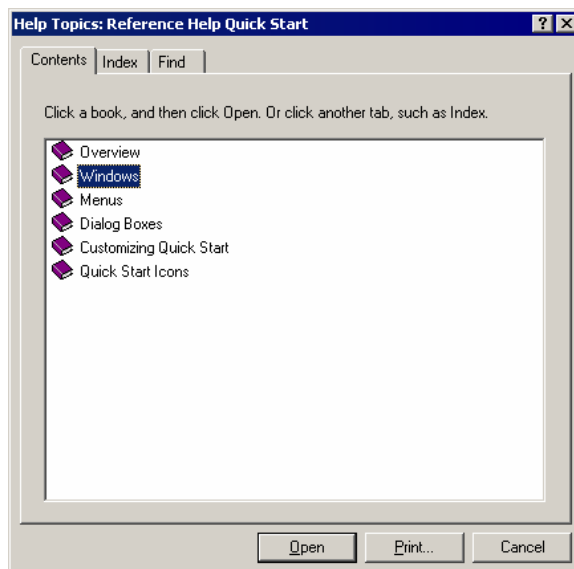 Help Topics: Reference Help Quick Start
Contents Index Find
Click a book, and then click Open. Or click another tab, such as Index.
Overview
Windows
Menus
Dialog Boxes
Customizing Quick Start
Quick Start Icons
Open Print... Cancel